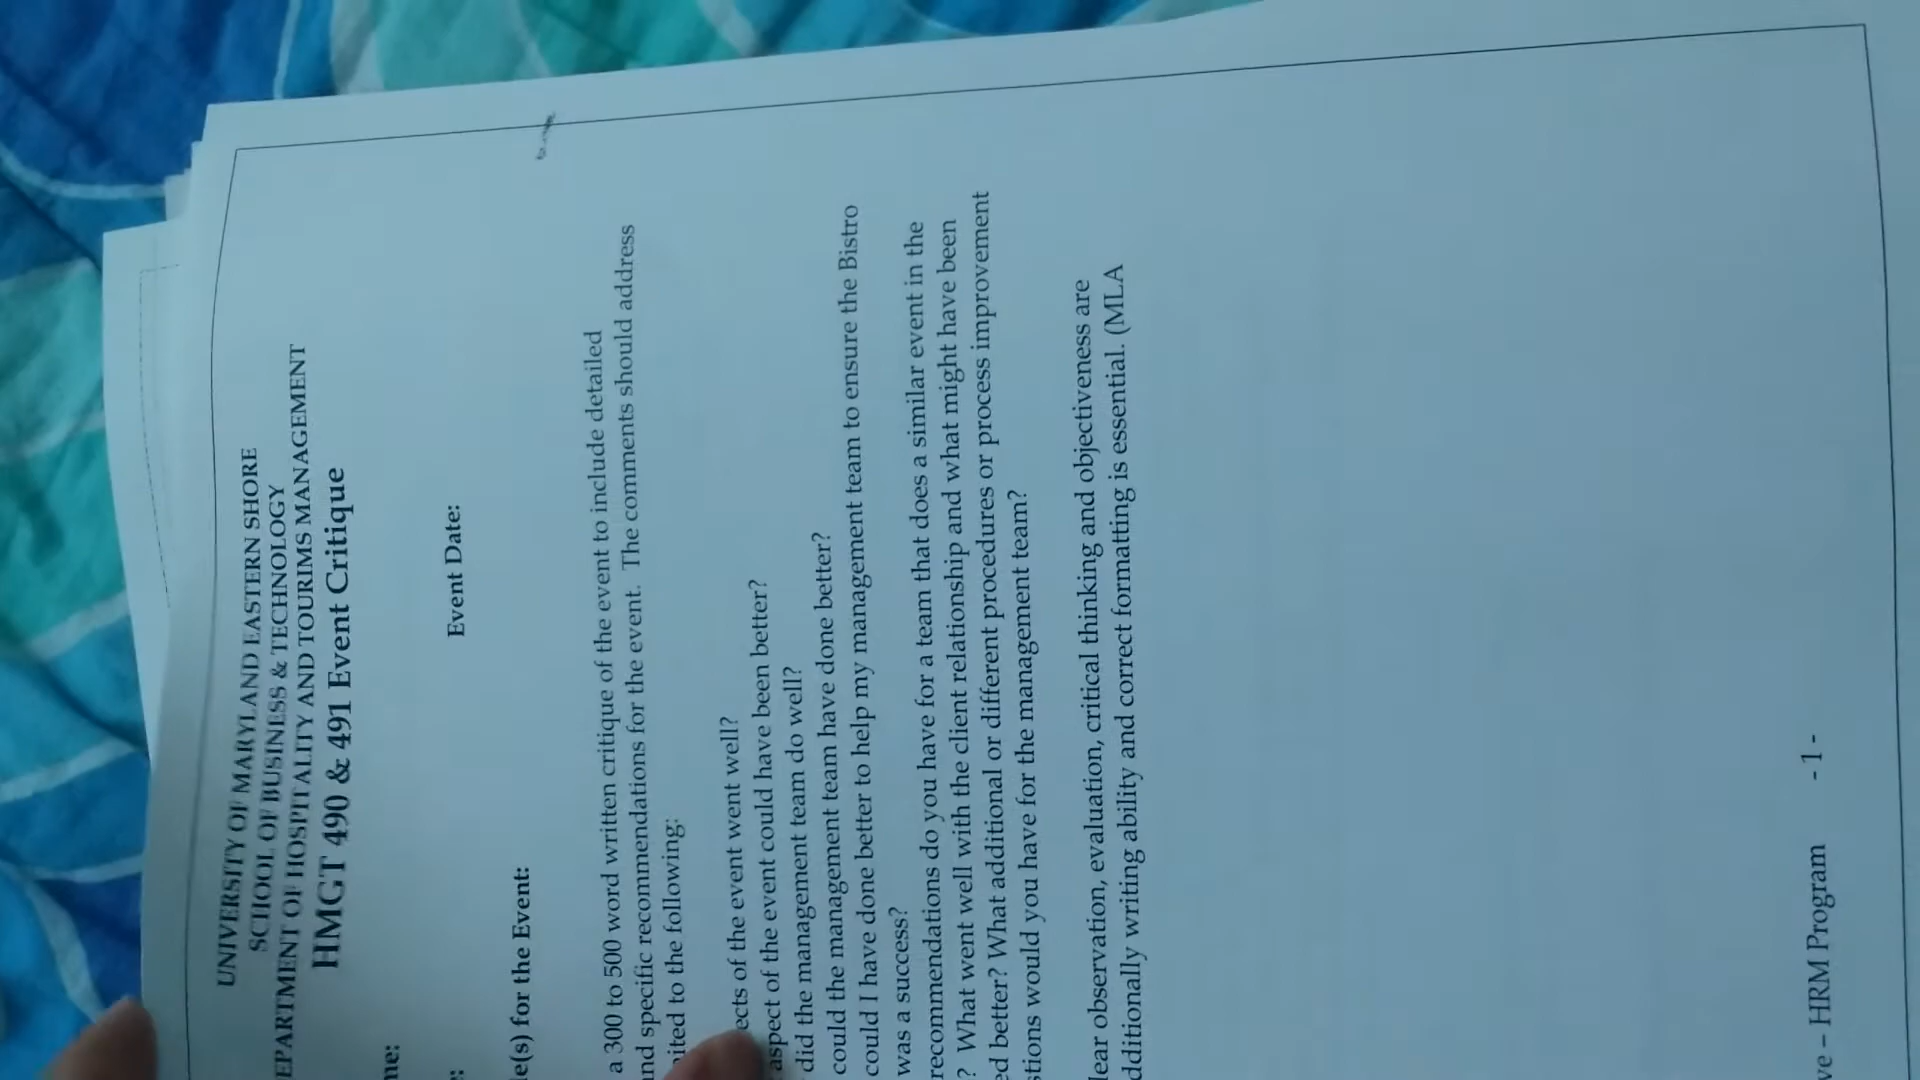 UNIVERSITY OF MARYLAND EASTERN SHORE
SCHOOL OF BUSINESS & TECHNOLOGY
EPARTMENT OF HOSPITALITY AND TOURIMS MANAGEMENT
HMGT 490 & 491 Event Critique
me:
Event Date:
e:
le(s) for the Event:
a 300 to 500 word written critique of the event to include detailed
nd specific recommendations for the event. The comments should address
nited to the following:
ects of the event went well?
aspect of the event could have been better?
did the management team do well?
could the management team have done better?
could I have done better to help my management team to ensure the Bistro
was a success?
recommendations do you have for a team that does a similar event in the
? What went well with the client relationship and what might have been
ed better? What additional or different procedures or process improvement
stions would you have for the management team?
lear observation, evaluation, critical thinking and objectiveness are
dditionally writing ability and correct formatting is essential. (MLA
ve – HRM Program - 1 -